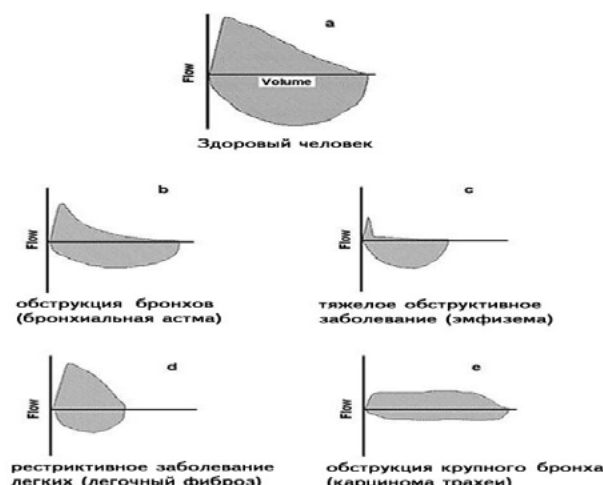 a
Flow
Volume
Здоровый человек
b
Flow
обструкция бронхов
(бронхиальная астма)
c
Flow
тяжелое обструктивное
заболевание (эмфизема)
d
Flow
рестриктивное заболевание
легких (легочный фиброз)
e
Flow
обструкция крупного бронха
(карцинома трахеи)